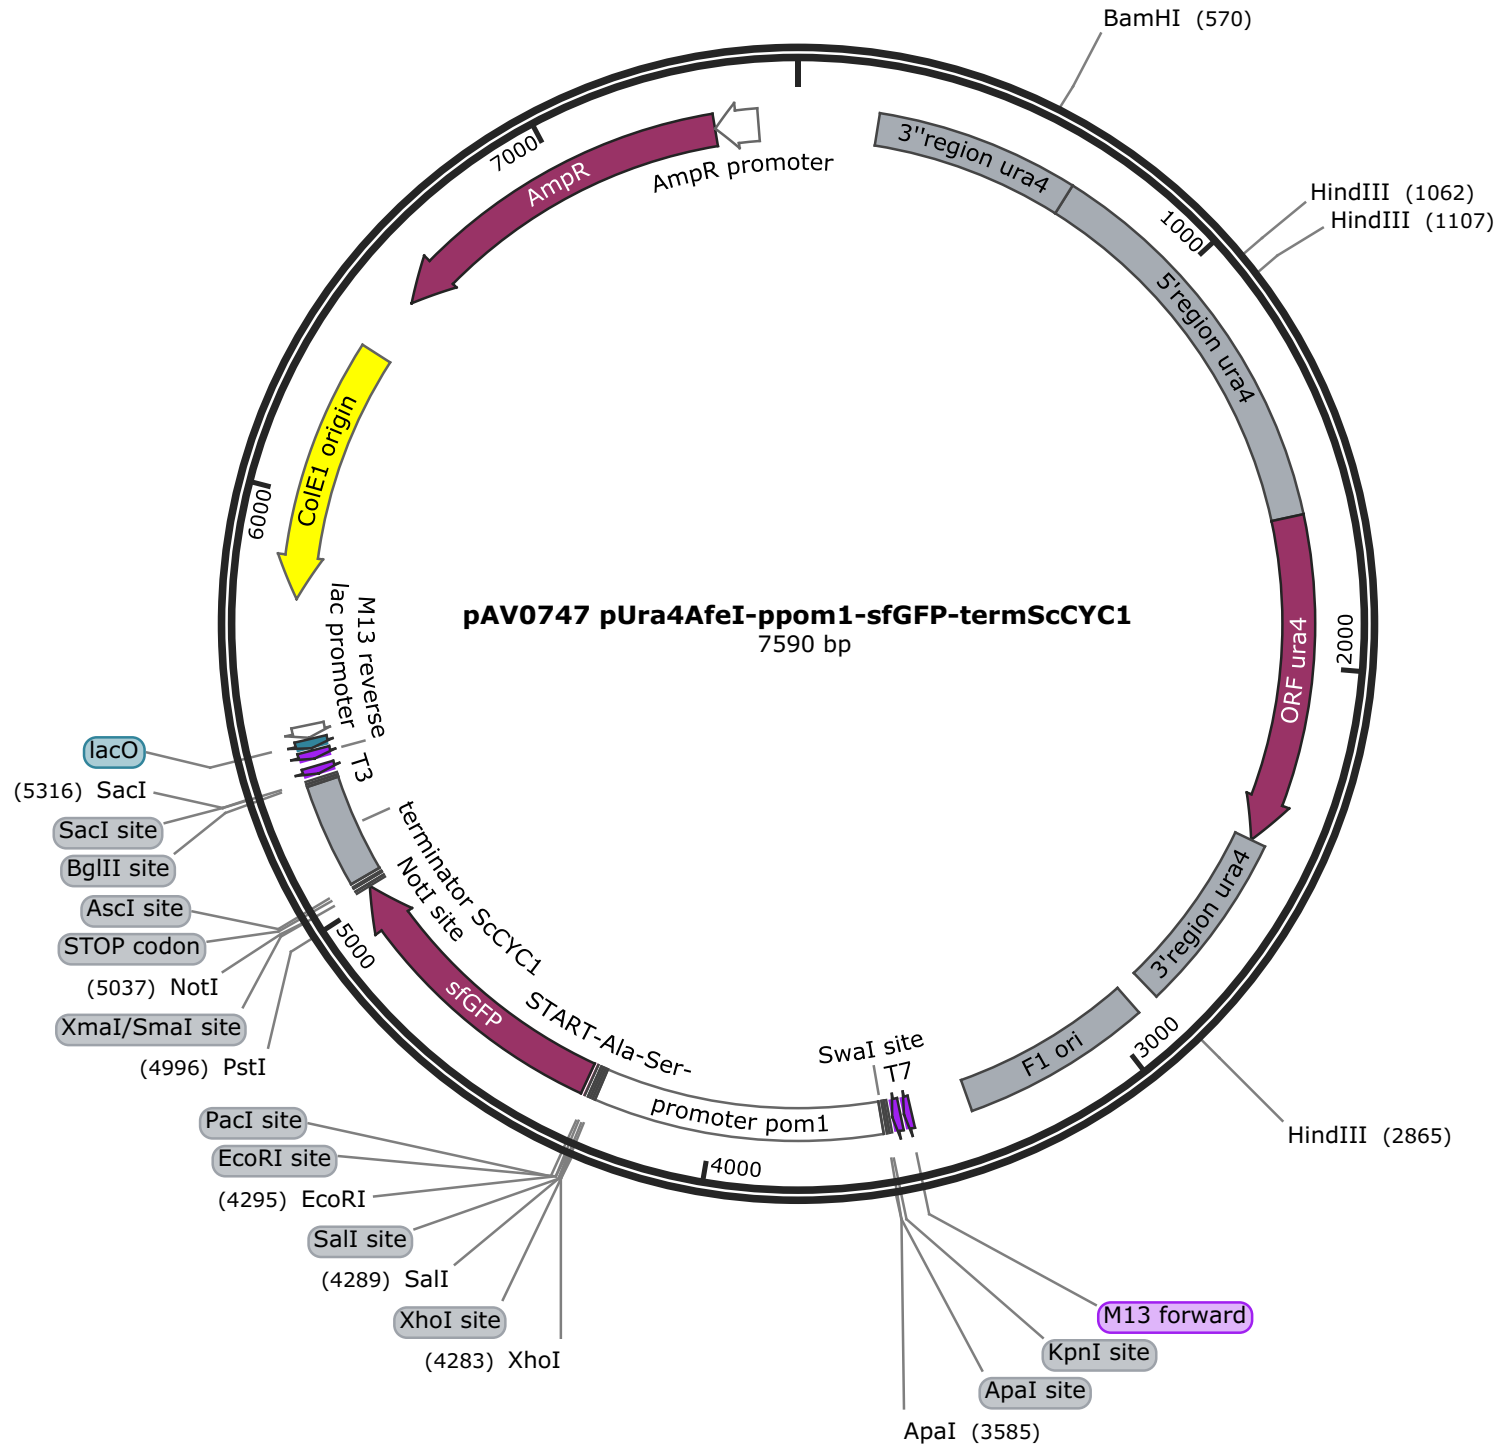 BamHI (570)
HindIII (1062)
HindIII (1107)
3''region ura4
1000
5'region ura4
ORF ura4
2000
3'region ura4
HindIII (2865)
3000
F1 ori
M13 forward
KpnI site
ApaI site
ApaI (3585)
T7
SwaI site
promoter pom1
4000
START-Ala-Ser-
(4283) XhoI
XhoI site
(4289) SalI
SalI site
(4295) EcoRI
EcoRI site
PacI site
sfGFP
(4996) PstI
XmaI/SmaI site
(5037) NotI
STOP codon
AscI site
5000
NotI site
terminator ScCYC1
BglII site
SacI site
(5316) SacI
lacO
T3
M13 reverse
lac promoter
6000
ColE1 origin
AmpR
7000
AmpR promoter
pAV0747 pUra4AfeI-ppom1-sfGFP-termScCYC1
7590 bp